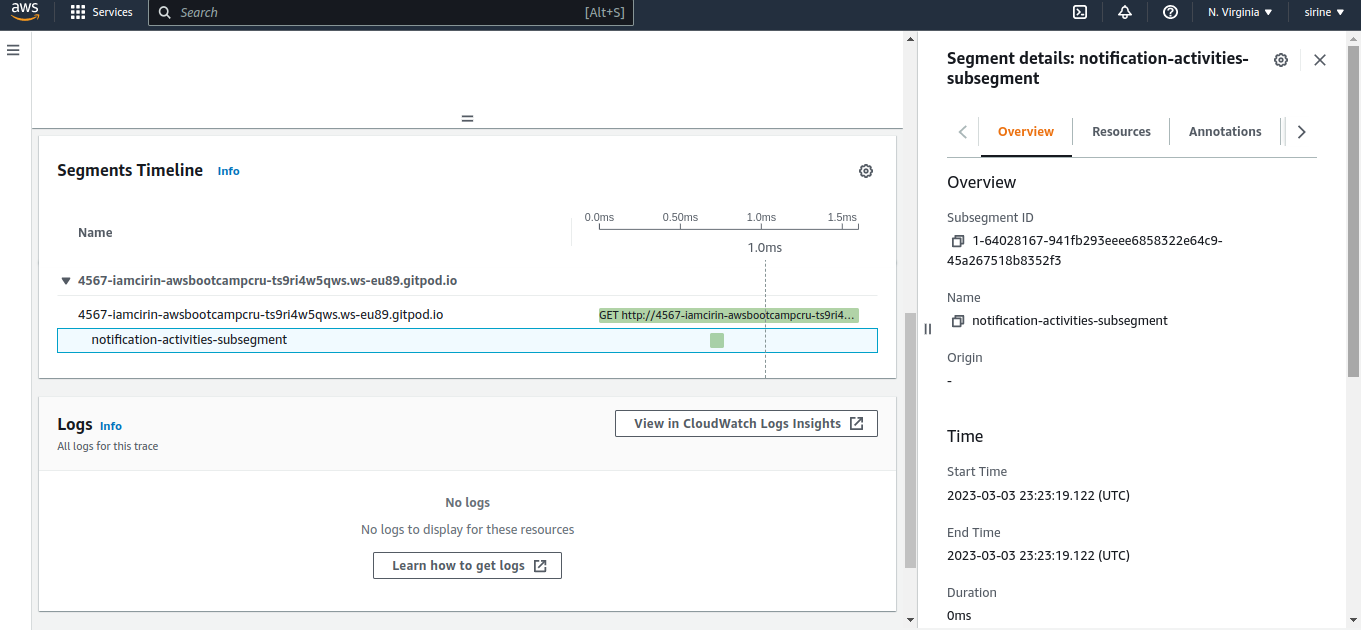 aws
Services
Search
[Alt+S]
N. Virginia
sirine
Segments Timeline Info
Name
0.0ms 0.50ms 1.0ms 1.5ms
1.0ms
4567-iamcirin-awsbootcampcru-ts9ri4w5qws.ws-eu89.gitpod.io
4567-iamcirin-awsbootcampcru-ts9ri4w5qws.ws-eu89.gitpod.io
GET http://4567-iamcirin-awsbootcampcru-ts9ri4...
notification-activities-subsegment
Logs Info
All logs for this trace
View in CloudWatch Logs Insights
No logs
No logs to display for these resources
Learn how to get logs
Segment details: notification-activities-
subsegment
Overview
Resources
Annotations
Overview
Subsegment ID
1-64028167-941fb293eeee6858322e64c9-
45a267518b8352f3
Name
notification-activities-subsegment
Origin
-
Time
Start Time
2023-03-03 23:23:19.122 (UTC)
End Time
2023-03-03 23:23:19.122 (UTC)
Duration
0ms